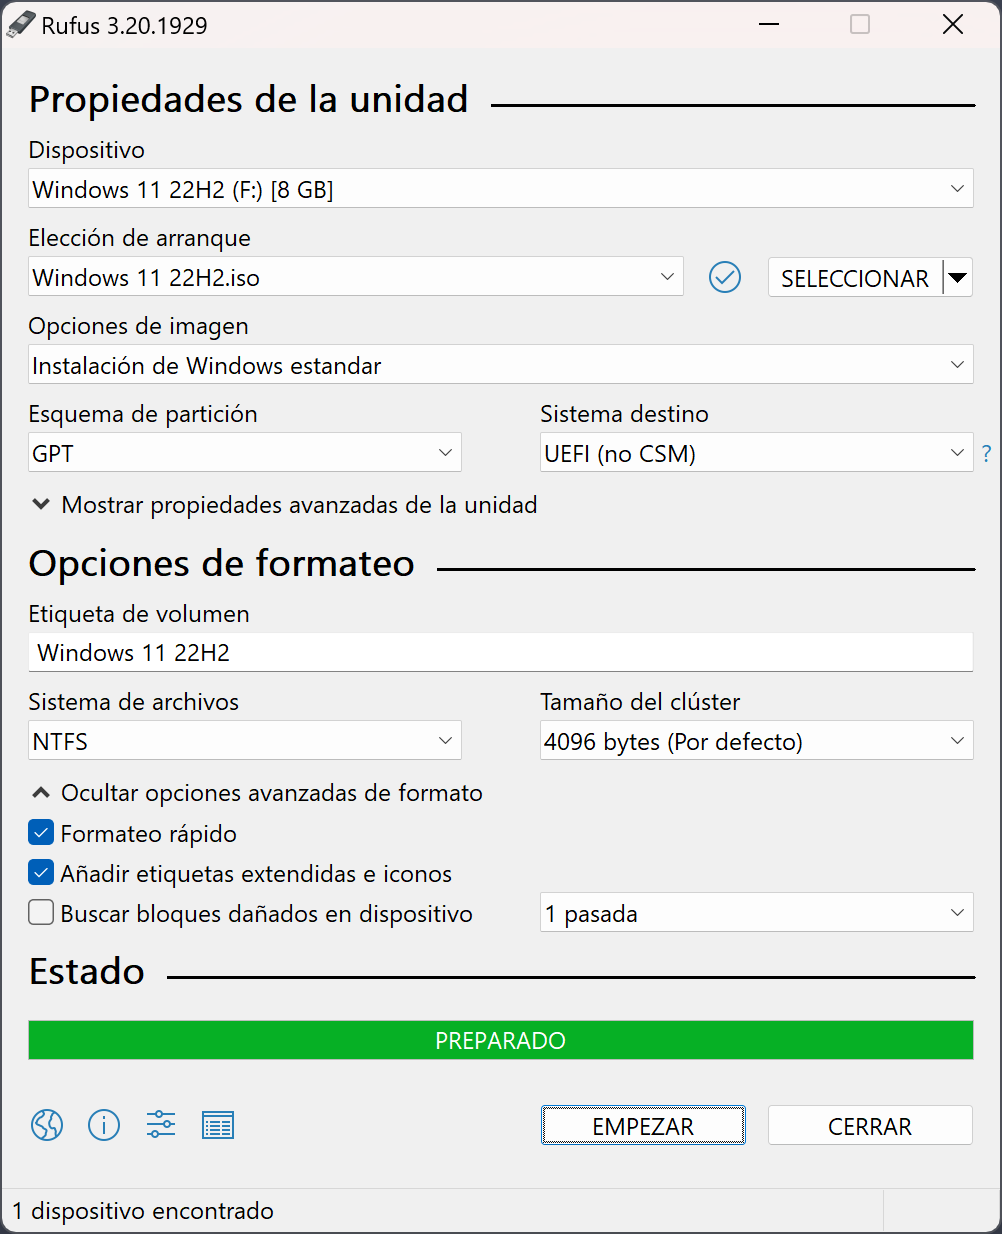 Rufus 3.20.1929
Propiedades de la unidad
Dispositivo
Windows 11 22H2 (F:) [8 GB]
Elección de arranque
Windows 11 22H2.iso
SELECCIONAR
Opciones de imagen
Instalación de Windows estandar
Esquema de partición
Sistema destino
GPT
UEFI (no CSM)
?
Mostrar propiedades avanzadas de la unidad
Opciones de formateo
Etiqueta de volumen
Windows 11 22H2
Sistema de archivos
Tamaño del clúster
NTFS
4096 bytes (Por defecto)
Ocultar opciones avanzadas de formato
Formateo rápido
Añadir etiquetas extendidas e iconos
Buscar bloques dañados en dispositivo
1 pasada
Estado
PREPARADO
EMPEZAR
CERRAR
1 dispositivo encontrado